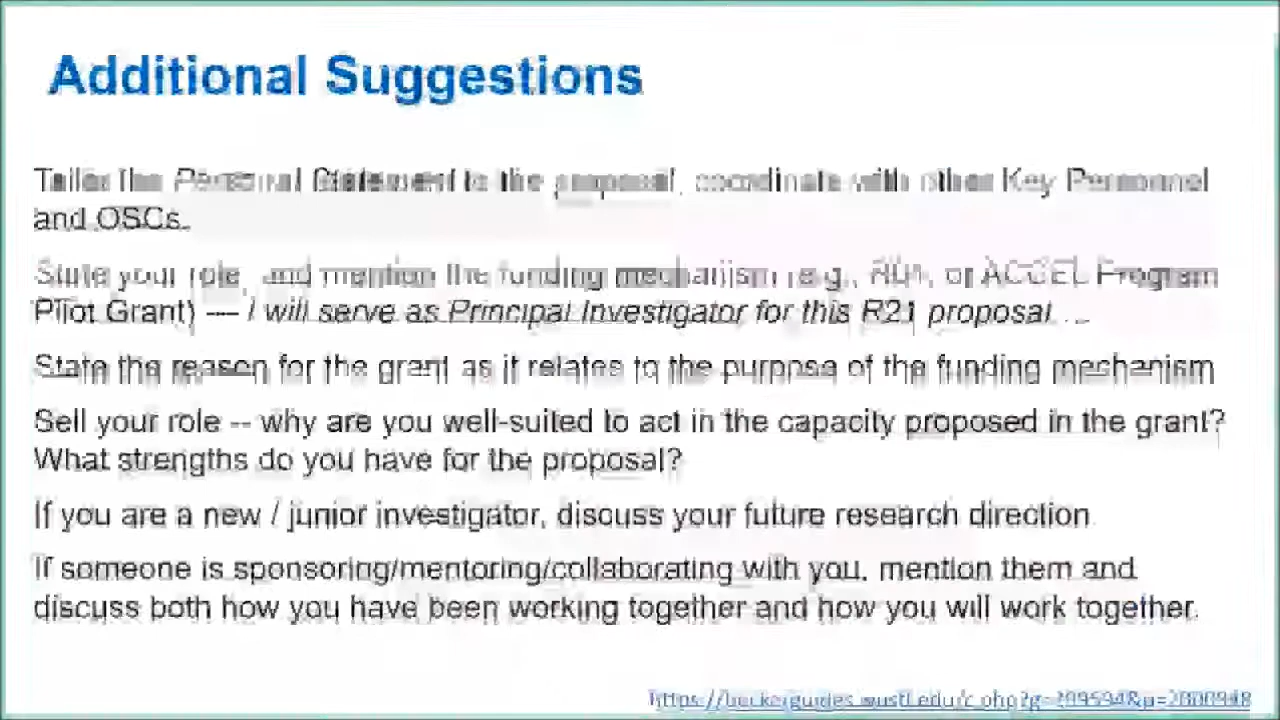 Additional Suggestions
Tailor the Personal Statement to the proposal, coordinate with other Key Personnel
and OSCs.
State your role, and mention the funding mechanism (e.g., R01, or ACCEL Program
Pilot Grant) --- I will serve as Principal Investigator for this R21 proposal ...
State the reason for the grant as it relates to the purpose of the funding mechanism
Sell your role -- why are you well-suited to act in the capacity proposed in the grant?
What strengths do you have for the proposal?
If you are a new / junior investigator, discuss your future research direction
If someone is sponsoring/mentoring/collaborating with you, mention them and
discuss both how you have been working together and how you will work together.